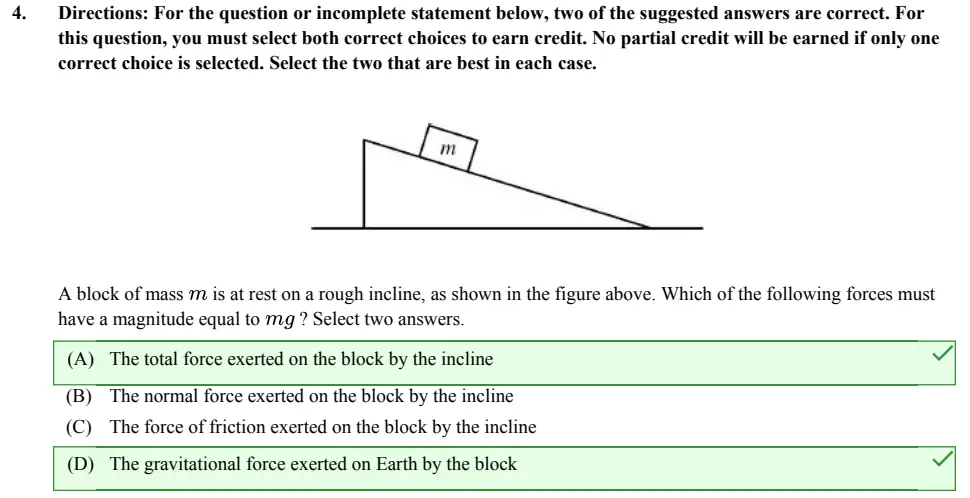 4. Directions: For the question or incomplete statement below, two of the suggested answers are correct. For
this question, you must select both correct choices to earn credit. No partial credit will be earned if only one
correct choice is selected. Select the two that are best in each case.
m
A block of mass m is at rest on a rough incline, as shown in the figure above. Which of the following forces must
have a magnitude equal to mg ? Select two answers.
(A) The total force exerted on the block by the incline
(B) The normal force exerted on the block by the incline
(C) The force of friction exerted on the block by the incline
(D) The gravitational force exerted on Earth by the block